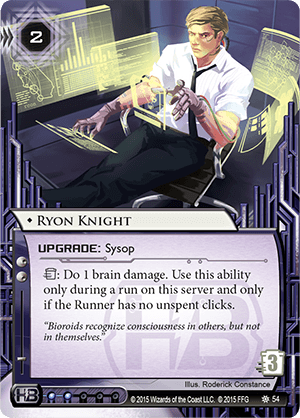 2
• Ryon Knight
UPGRADE: Sysop
: Do 1 brain damage. Use this ability
only during a run on this server and only
if the Runner has no unspent clicks.
"Bioroids recognize consciousness in others, but not
in themselves."
3
Illus. Roderick Constance
HB
© 2015 Wizards of the Coast LLC. © 2015 FFG 54